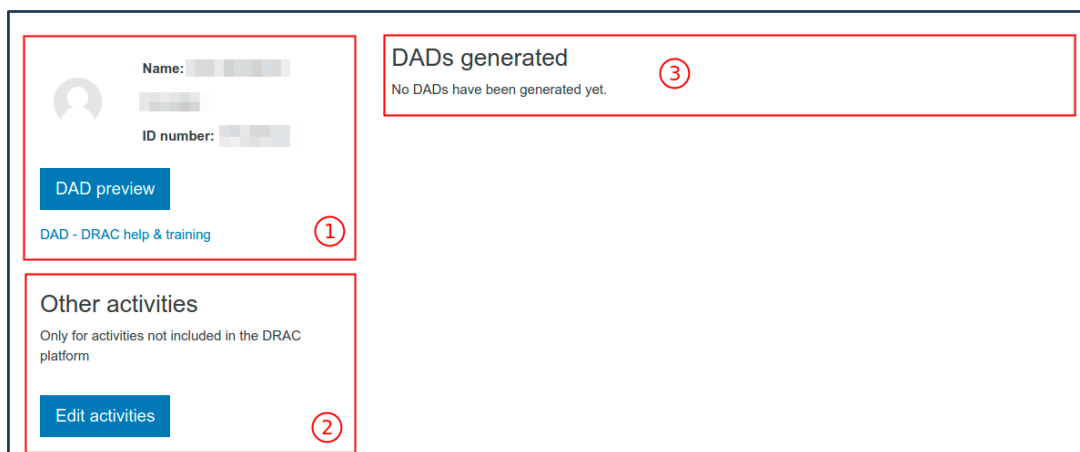 Name:
ID number:
DAD preview
DAD - DRAC help & training
1
Other activities
Only for activities not included in the DRAC
platform
Edit activities
2
DADs generated
3
No DADs have been generated yet.